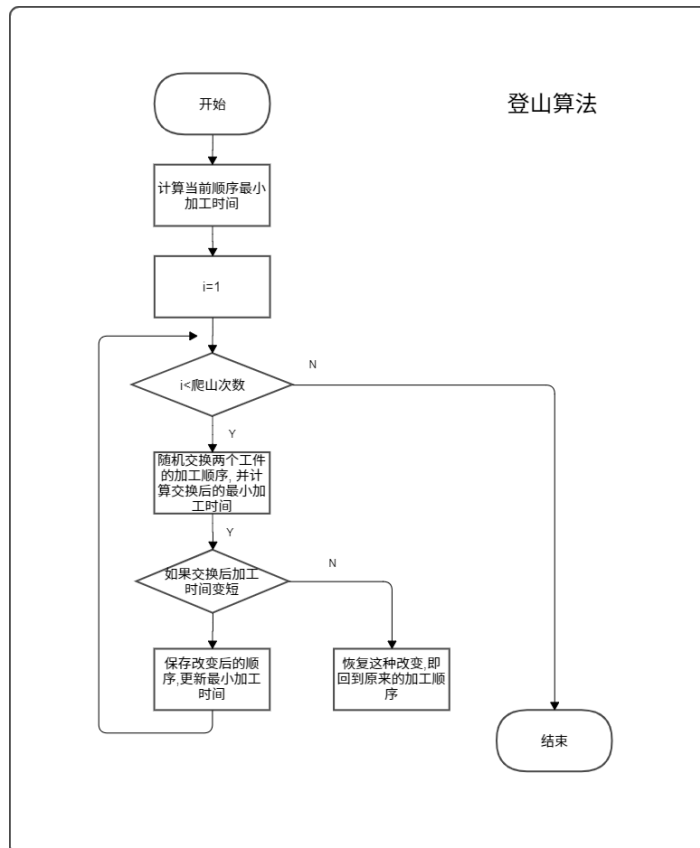 开始
登山算法
计算当前顺序最小
加工时间
i=1
N
i<爬山次数
Y
随机交换两个工件
的加工顺序, 并计
算交换后的最小加
工时间
Y
N
如果交换后加工
时间变短
保存改变后的顺
序,更新最小加工
时间
恢复这种改变,即
回到原来的加工顺
序
结束